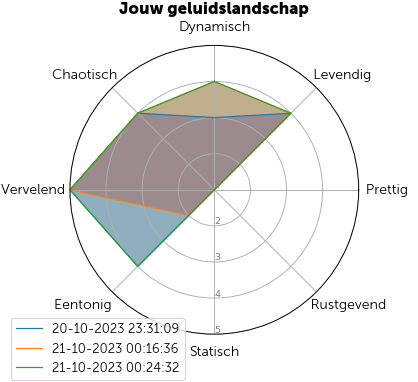 Jouw geluidslandschap
Dynamisch
Chaotisch
Levendig
Vervelend
Prettig
2
3
4
5
Eentonig
Rustgevend
Statisch
20-10-2023 23:31:09
21-10-2023 00:16:36
21-10-2023 00:24:32